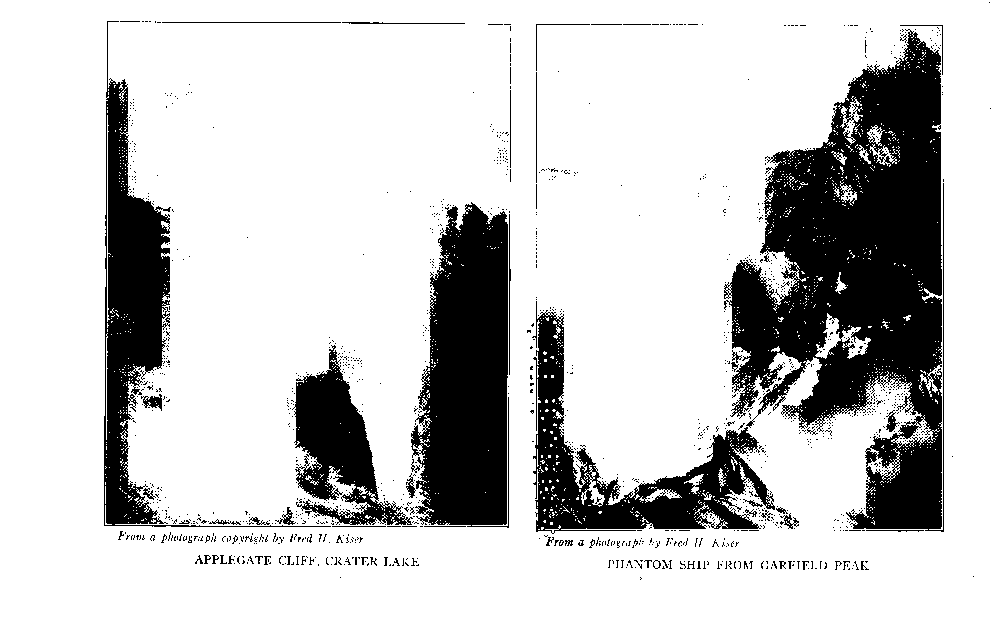 From a photograph copyright by Fred H. Kiser
APPLEGATE CLIFF, CRATER LAKE
From a photograph by Fred H. Kiser
PHANTOM SHIP FROM GARFIELD PEAK